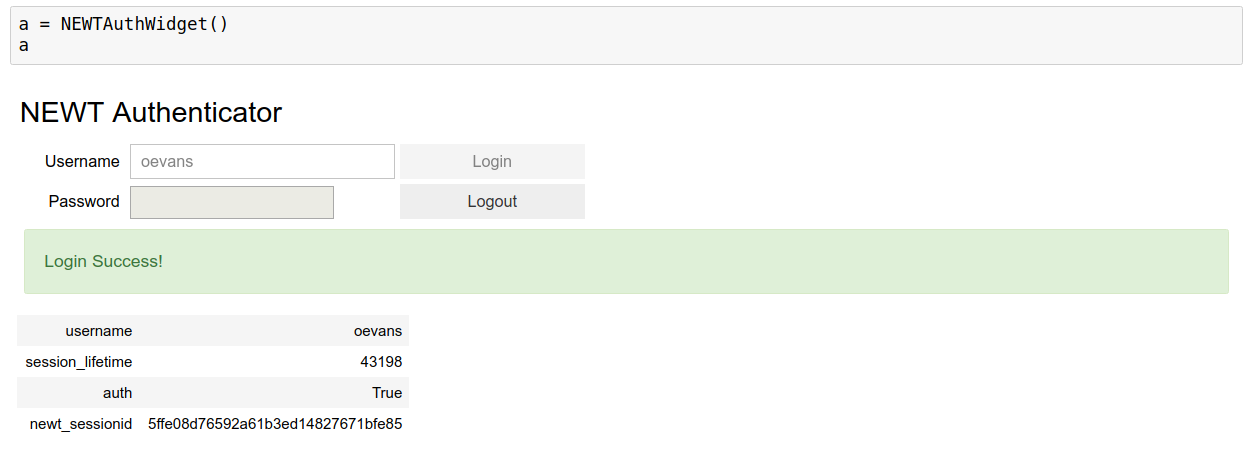 a = NEWTAuthWidget()
a
NEWT Authenticator
Username oevans Login
Password Logout
Login Success!
username oevans
session_lifetime 43198
auth True
newt_sessionid 5ffe08d76592a61b3ed14827671bfe85